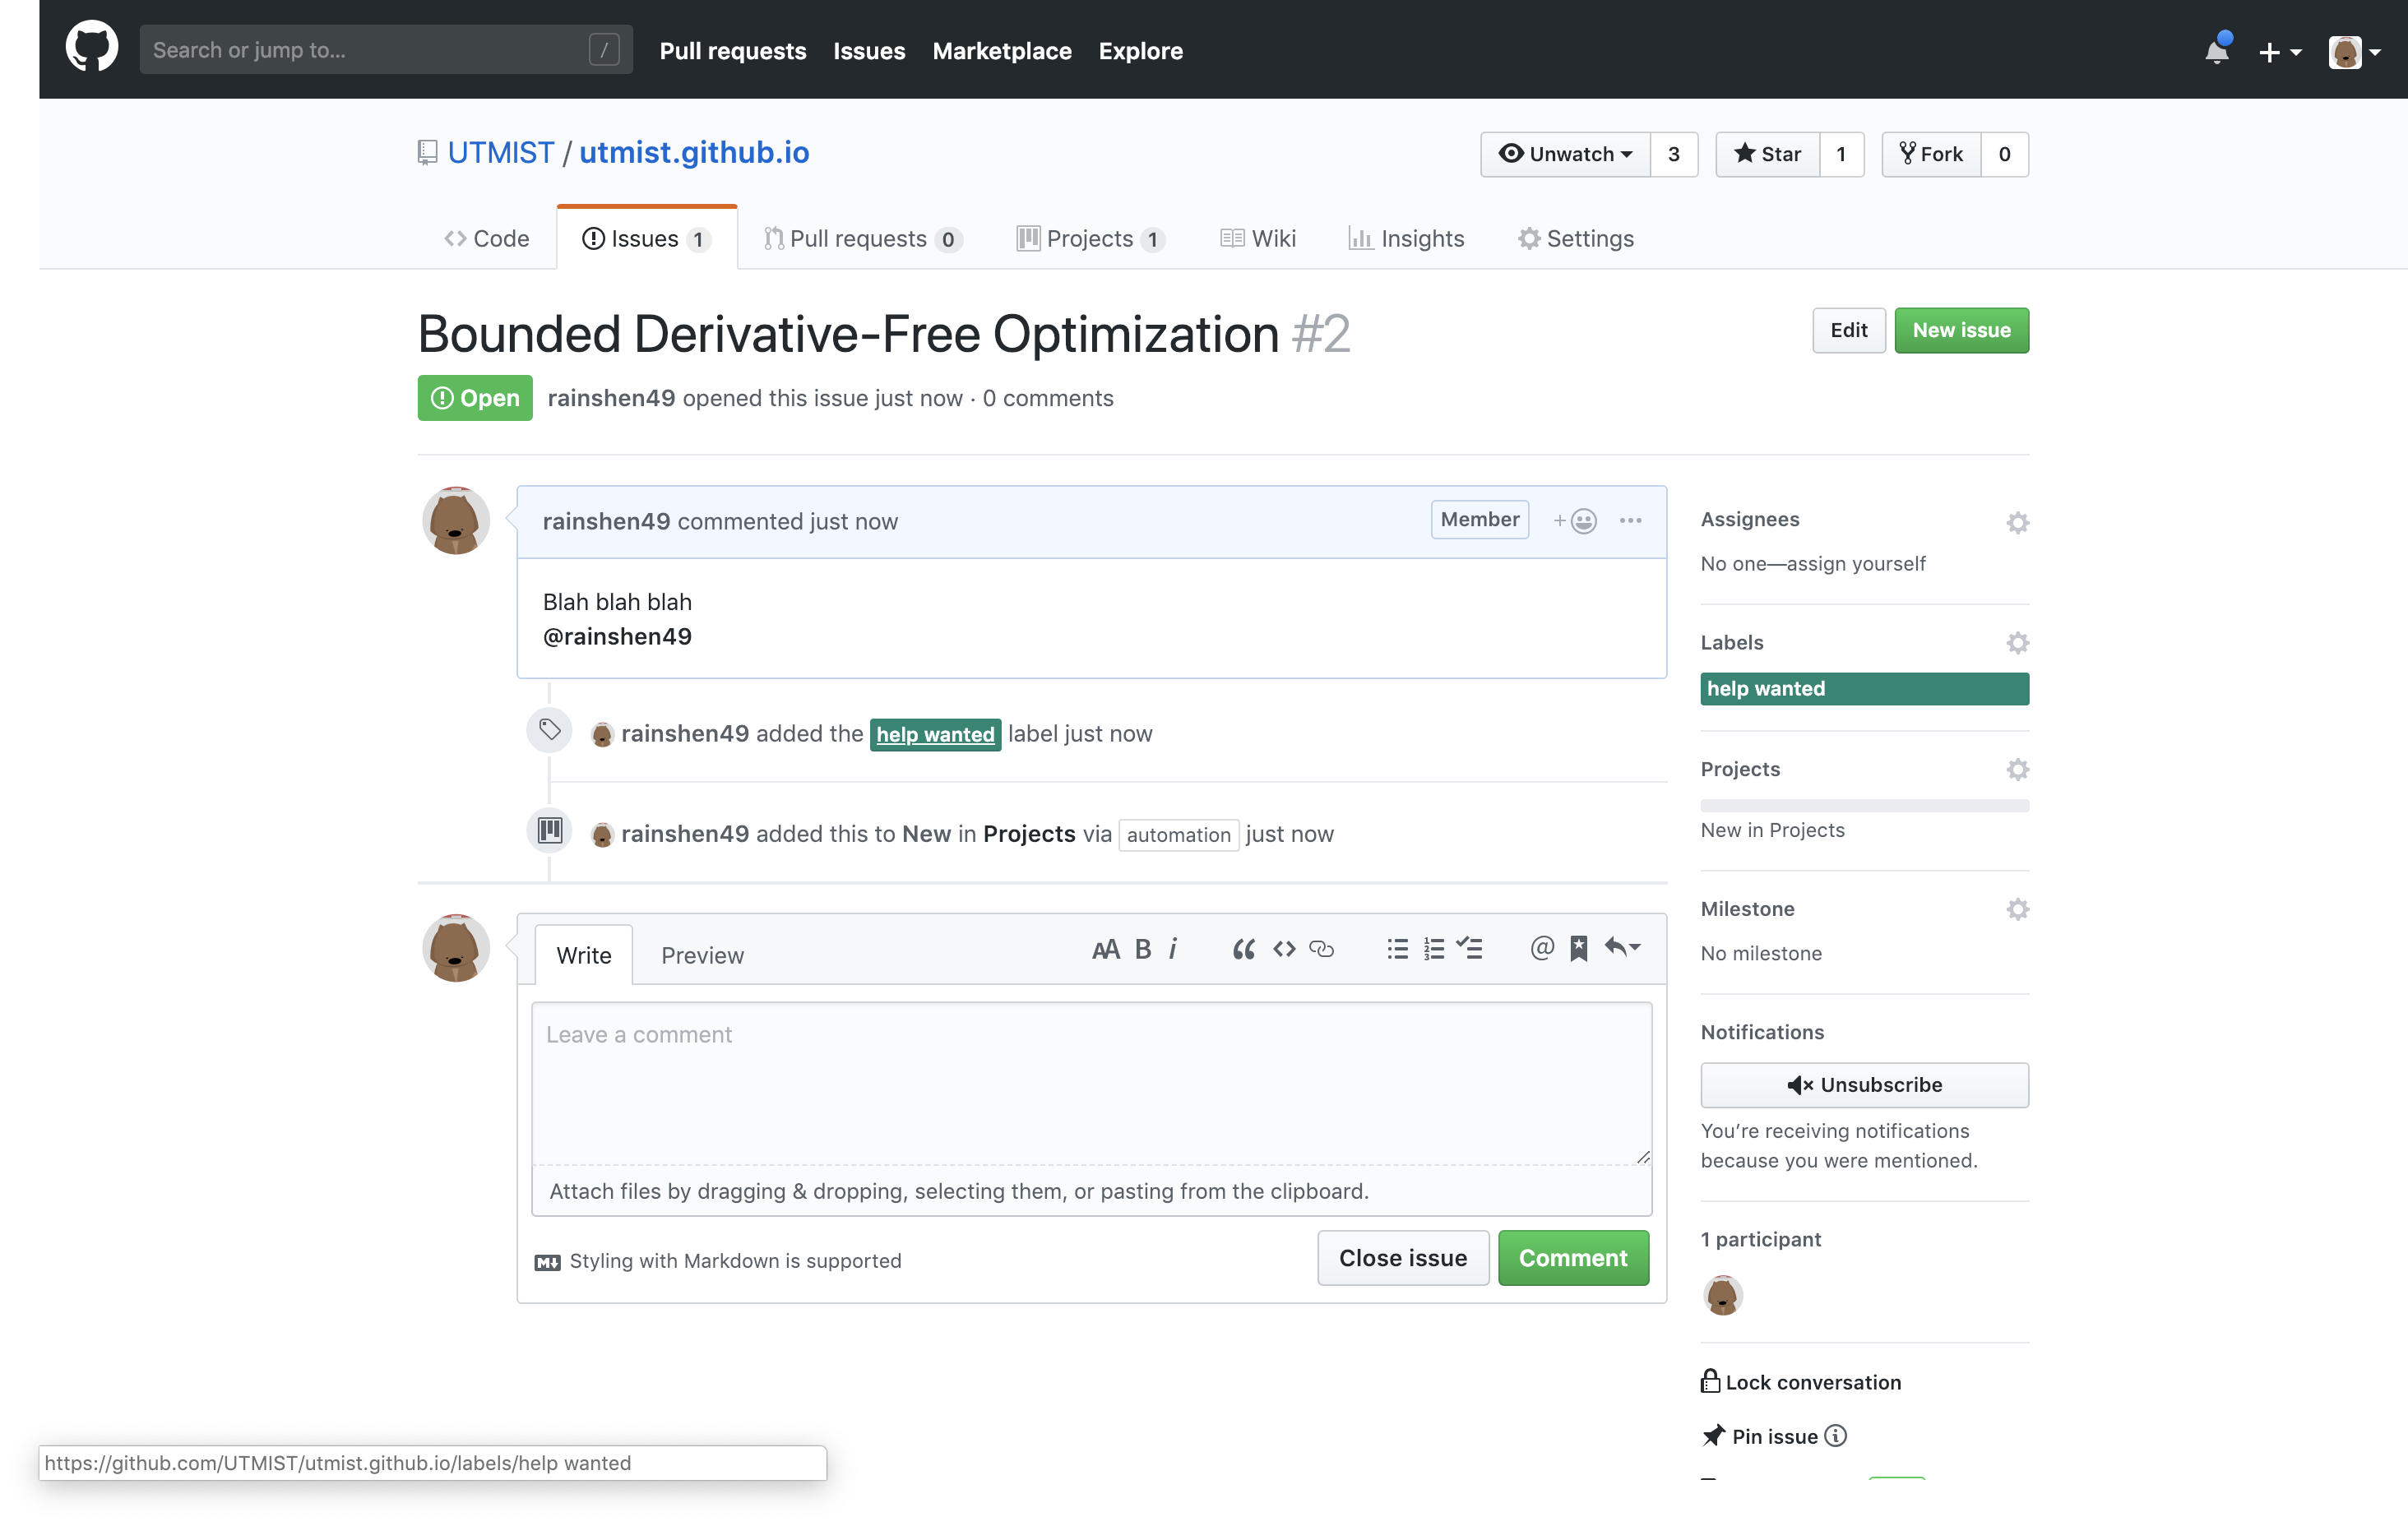 Search or jump to... /
Pull requests Issues Marketplace Explore
UTMIST / utmist.github.io
Unwatch 3 Star 1 Fork 0
Code Issues 1 Pull requests 0 Projects 1 Wiki Insights Settings
Bounded Derivative-Free Optimization #2
Edit New issue
Open rainshen49 opened this issue just now · 0 comments
rainshen49 commented just now Member
Blah blah blah
@rainshen49
rainshen49 added the help wanted label just now
rainshen49 added this to New in Projects via automation just now
Write Preview AA B i
Leave a comment
Attach files by dragging & dropping, selecting them, or pasting from the clipboard.
Styling with Markdown is supported
Close issue Comment
Assignees
No one—assign yourself
Labels
help wanted
Projects
New in Projects
Milestone
No milestone
Notifications
Unsubscribe
You’re receiving notifications
because you were mentioned.
1 participant
Lock conversation
Pin issue
https://github.com/UTMIST/utmist.github.io/labels/help wanted